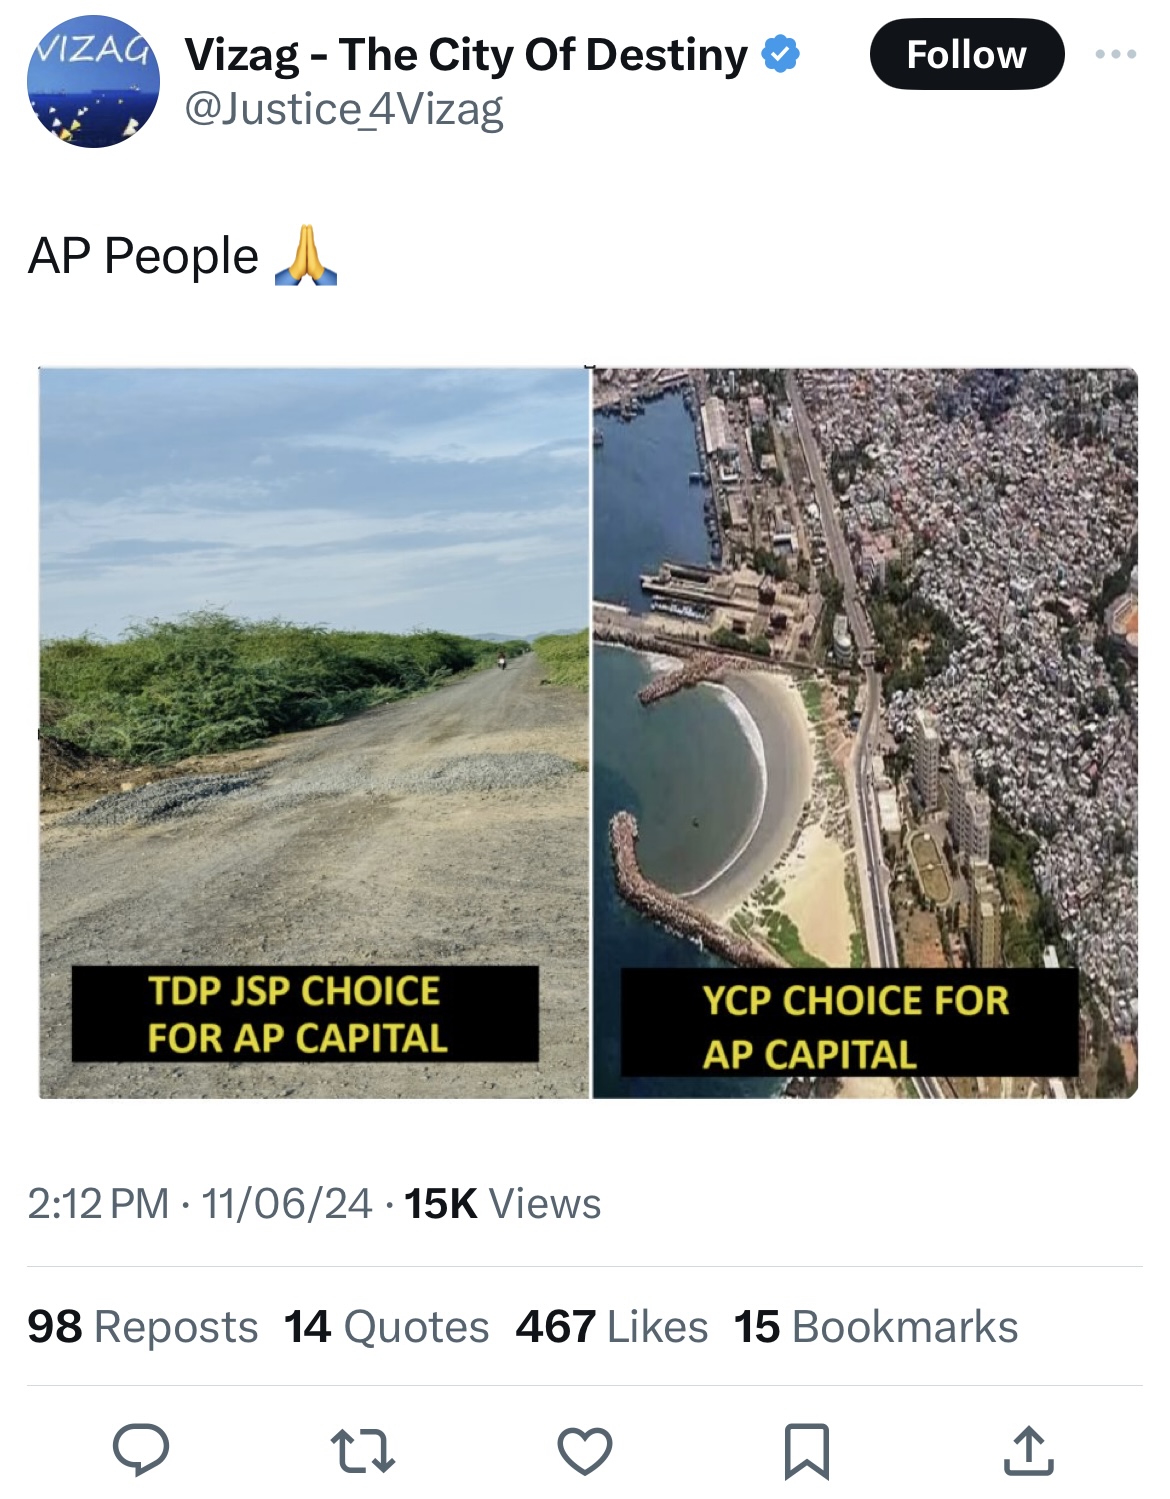 VIZAG
Vizag - The City Of Destiny
Follow
@Justice_4Vizag
AP People 🙏
TDP JSP CHOICE
FOR AP CAPITAL
YCP CHOICE FOR
AP CAPITAL
2:12 PM · 11/06/24 · 15K Views
98 Reposts 14 Quotes 467 Likes 15 Bookmarks